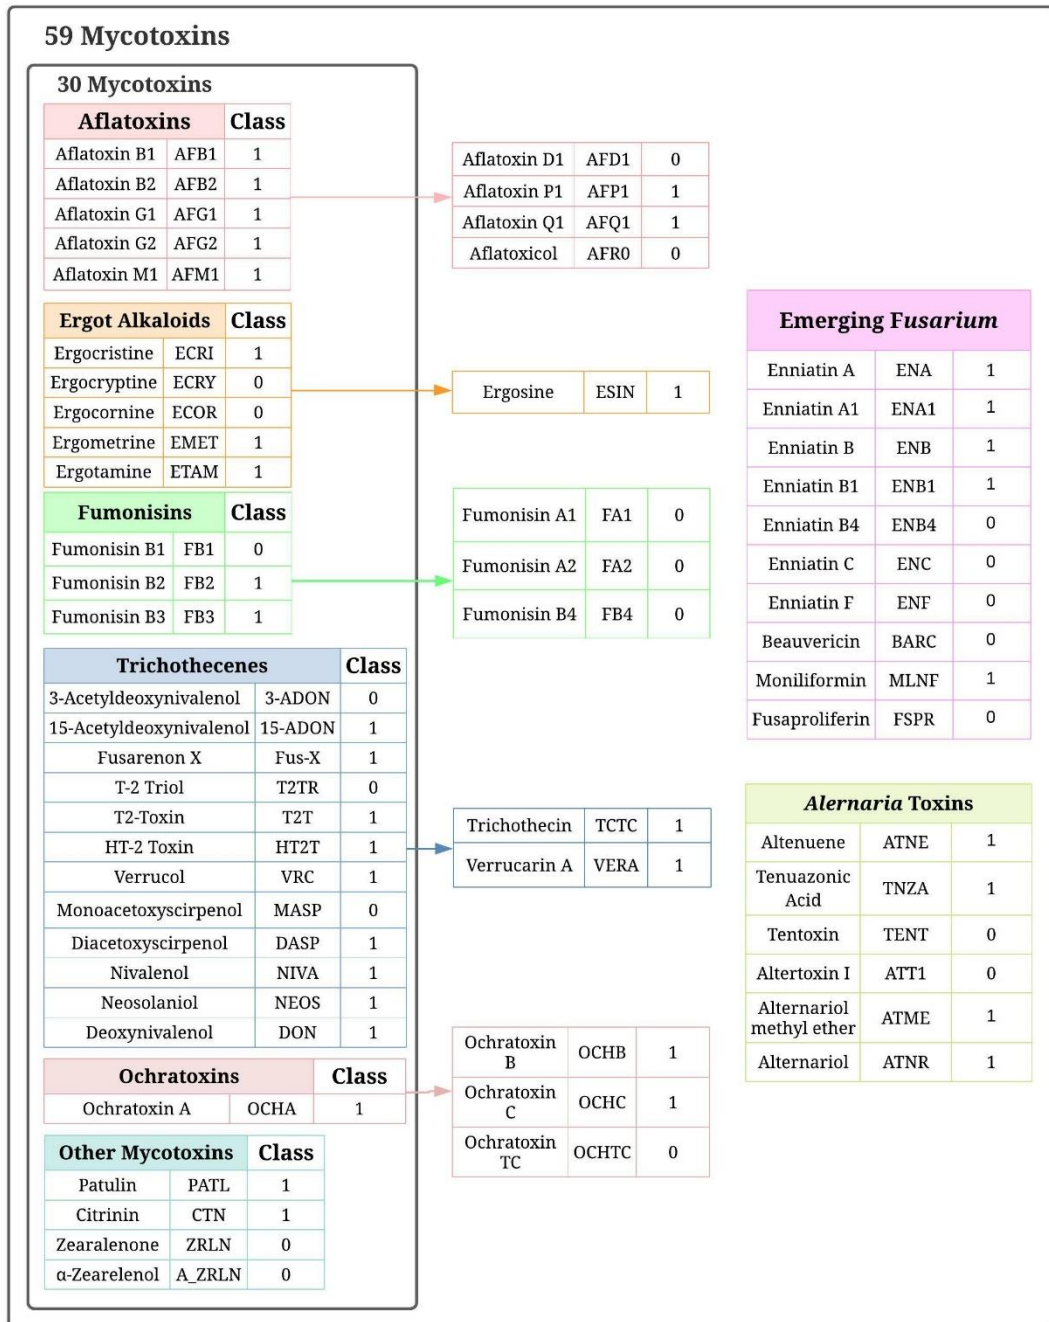 59 Mycotoxins
30 Mycotoxins
Aflatoxins Class
Aflatoxin B1 AFB1 1
Aflatoxin B2 AFB2 1
Aflatoxin G1 AFG1 1
Aflatoxin G2 AFG2 1
Aflatoxin M1 AFM1 1
Aflatoxin D1 AFD1 0
Aflatoxin P1 AFP1 1
Aflatoxin Q1 AFQ1 1
Aflatoxicol AFR0 0
Ergot Alkaloids Class
Ergocristine ECRI 1
Ergocryptine ECRY 0
Ergocornine ECOR 0
Ergometrine EMET 1
Ergotamine ETAM 1
Ergosine ESIN 1
Fumonisins Class
Fumonisin B1 FB1 0
Fumonisin B2 FB2 1
Fumonisin B3 FB3 1
Fumonisin A1 FA1 0
Fumonisin A2 FA2 0
Fumonisin B4 FB4 0
Trichothecenes Class
3-Acetyldeoxynivalenol 3-ADON 0
15-Acetyldeoxynivalenol 15-ADON 1
Fusarenon X Fus-X 1
T-2 Triol T2TR 0
T2-Toxin T2T 1
HT-2 Toxin HT2T 1
Verrucol VRC 1
Monoacetoxyscirpenol MASP 0
Diacetoxyscirpenol DASP 1
Nivalenol NIVA 1
Neosolaniol NEOS 1
Deoxynivalenol DON 1
Trichothecin TCTC 1
Verrucarin A VERA 1
Ochratoxins Class
Ochratoxin A OCHA 1
Ochratoxin
B OCHB 1
Ochratoxin
C OCHC 1
Ochratoxin
TC OCHTC 0
Other Mycotoxins Class
Patulin PATL 1
Citrinin CTN 1
Zearalenone ZRLN 0
α-Zearelenol A_ZRLN 0
Emerging Fusarium
Enniatin A ENA 1
Enniatin A1 ENA1 1
Enniatin B ENB 1
Enniatin B1 ENB1 1
Enniatin B4 ENB4 0
Enniatin C ENC 0
Enniatin F ENF 0
Beauvericin BARC 0
Moniliformin MLNF 1
Fusaproliferin FSPR 0
Alernaria Toxins
Altenuene ATNE 1
Tenuazonic
Acid TNZA 1
Tentoxin TENT 0
Altertoxin I ATT1 0
Alternariol
methyl ether ATME 1
Alternariol ATNR 1